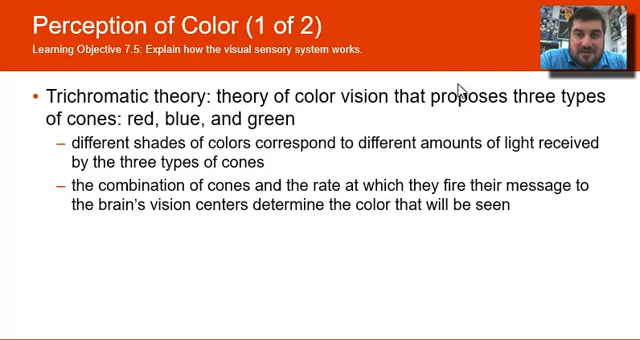 Perception of Color (1 of 2)
Learning Objective 7.5: Explain how the visual sensory system works.
• Trichromatic theory: theory of color vision that proposes three types
of cones: red, blue, and green
– different shades of colors correspond to different amounts of light received
by the three types of cones
– the combination of cones and the rate at which they fire their message to
the brain's vision centers determine the color that will be seen